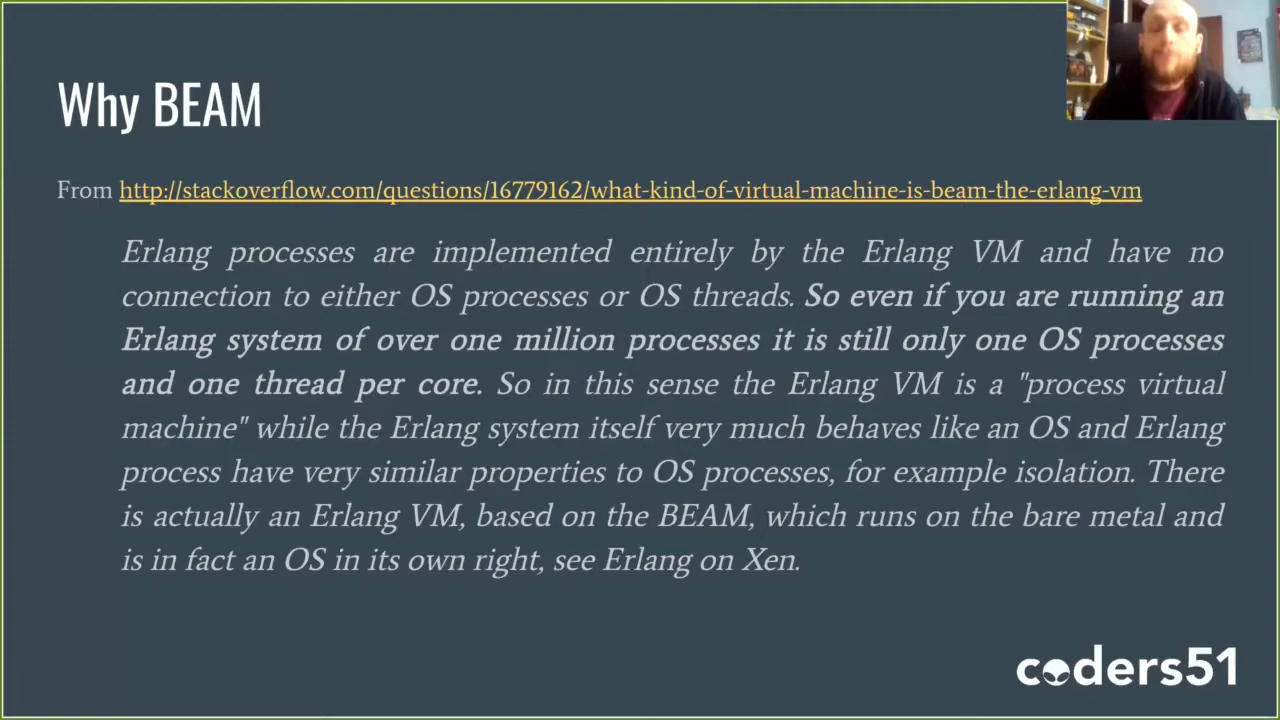 Why BEAM
From http://stackoverflow.com/questions/16779162/what-kind-of-virtual-machine-is-beam-the-erlang-vm
Erlang processes are implemented entirely by the Erlang VM and have no
connection to either OS processes or OS threads. So even if you are running an
Erlang system of over one million processes it is still only one OS processes
and one thread per core. So in this sense the Erlang VM is a "process virtual
machine" while the Erlang system itself very much behaves like an OS and Erlang
process have very similar properties to OS processes, for example isolation. There
is actually an Erlang VM, based on the BEAM, which runs on the bare metal and
is in fact an OS in its own right, see Erlang on Xen.
coders51